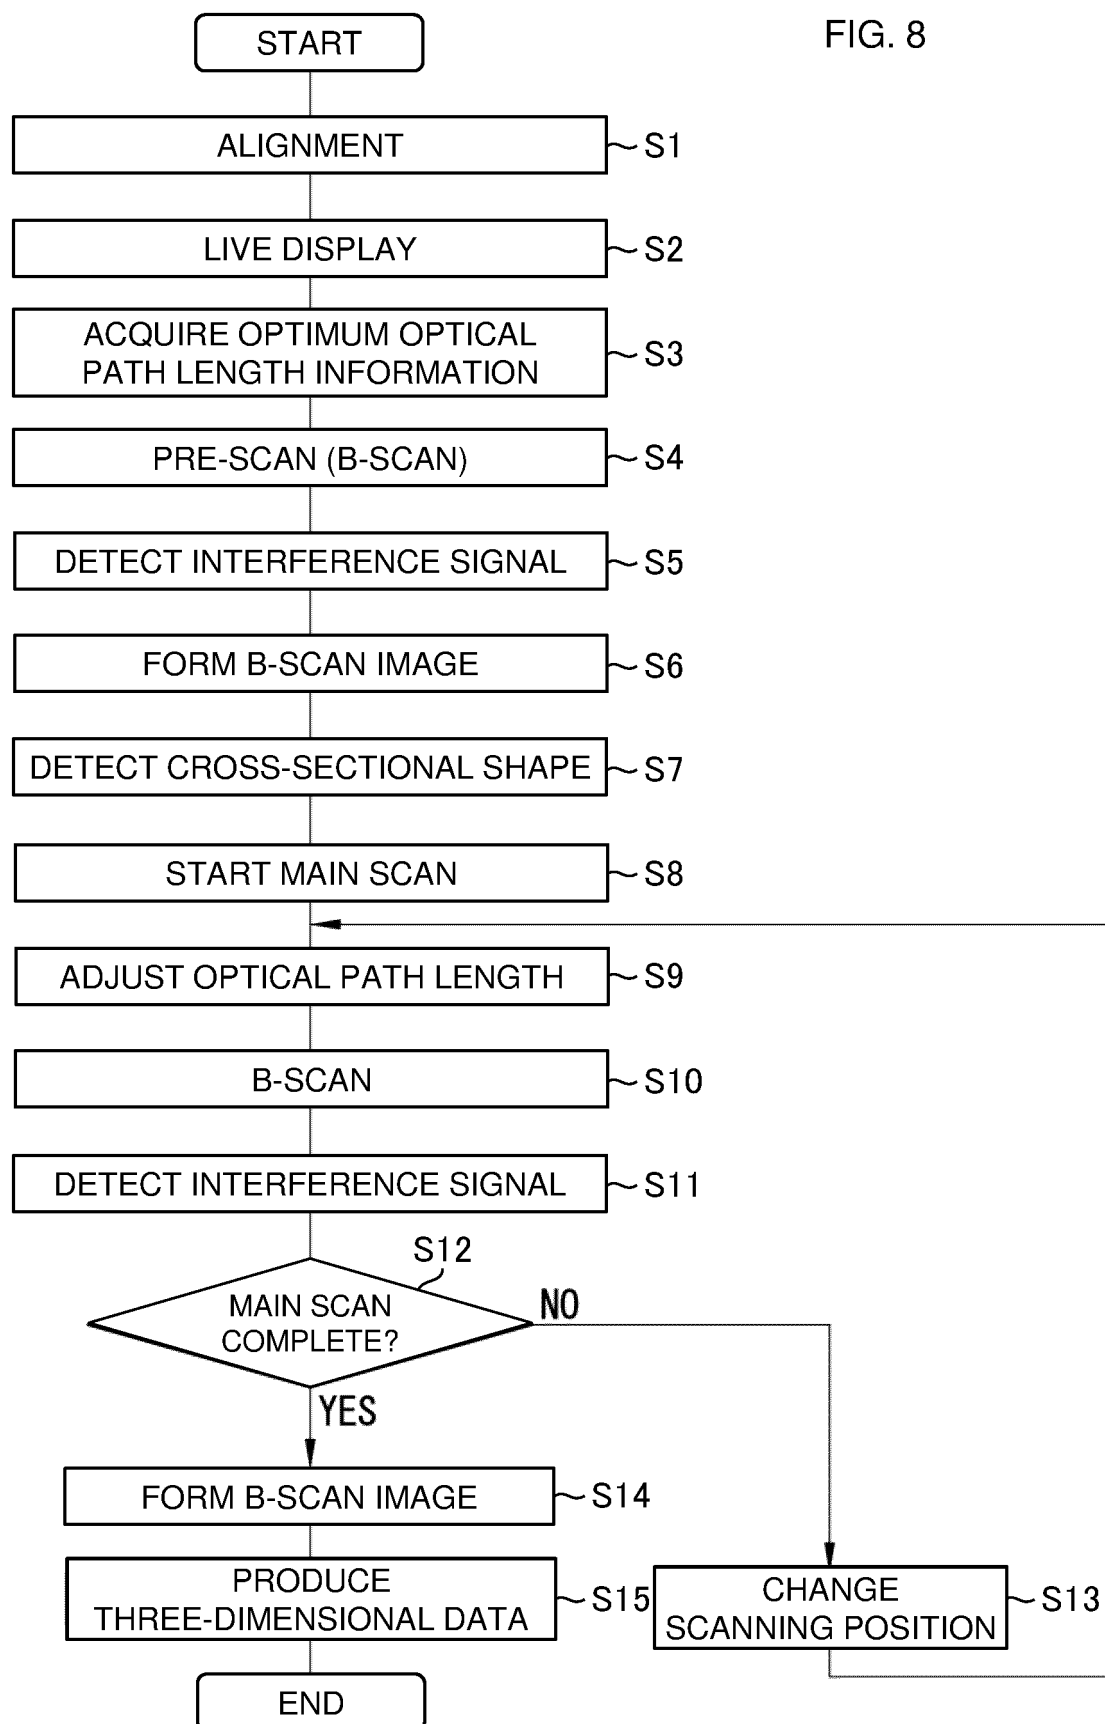 FIG. 8
START
ALIGNMENT
S1
LIVE DISPLAY
S2
ACQUIRE OPTIMUM OPTICAL
PATH LENGTH INFORMATION
S3
PRE-SCAN (B-SCAN)
S4
DETECT INTERFERENCE SIGNAL
S5
FORM B-SCAN IMAGE
S6
DETECT CROSS-SECTIONAL SHAPE
S7
START MAIN SCAN
S8
ADJUST OPTICAL PATH LENGTH
S9
B-SCAN
S10
DETECT INTERFERENCE SIGNAL
S11
S12
MAIN SCAN
COMPLETE?
NO
YES
FORM B-SCAN IMAGE
S14
PRODUCE
THREE-DIMENSIONAL DATA
S15
CHANGE
SCANNING POSITION
S13
END